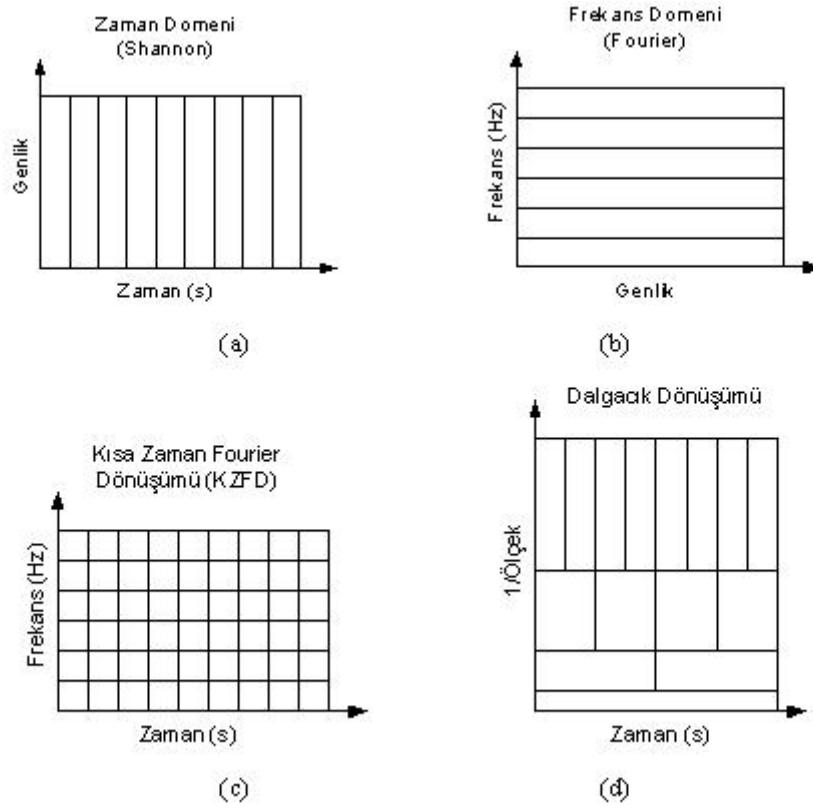 Zaman Domeni
(Shannon)
Genlik
Zaman (s)
(a)
Frekans Domeni
(Fourier)
Frekans (Hz)
Genlik
(b)
Kısa Zaman Fourier
Dönüşümü (KZFD)
Frekans (Hz)
Zaman (s)
(c)
Dalgacık Dönüşümü
1/Ölçek
Zaman (s)
(d)